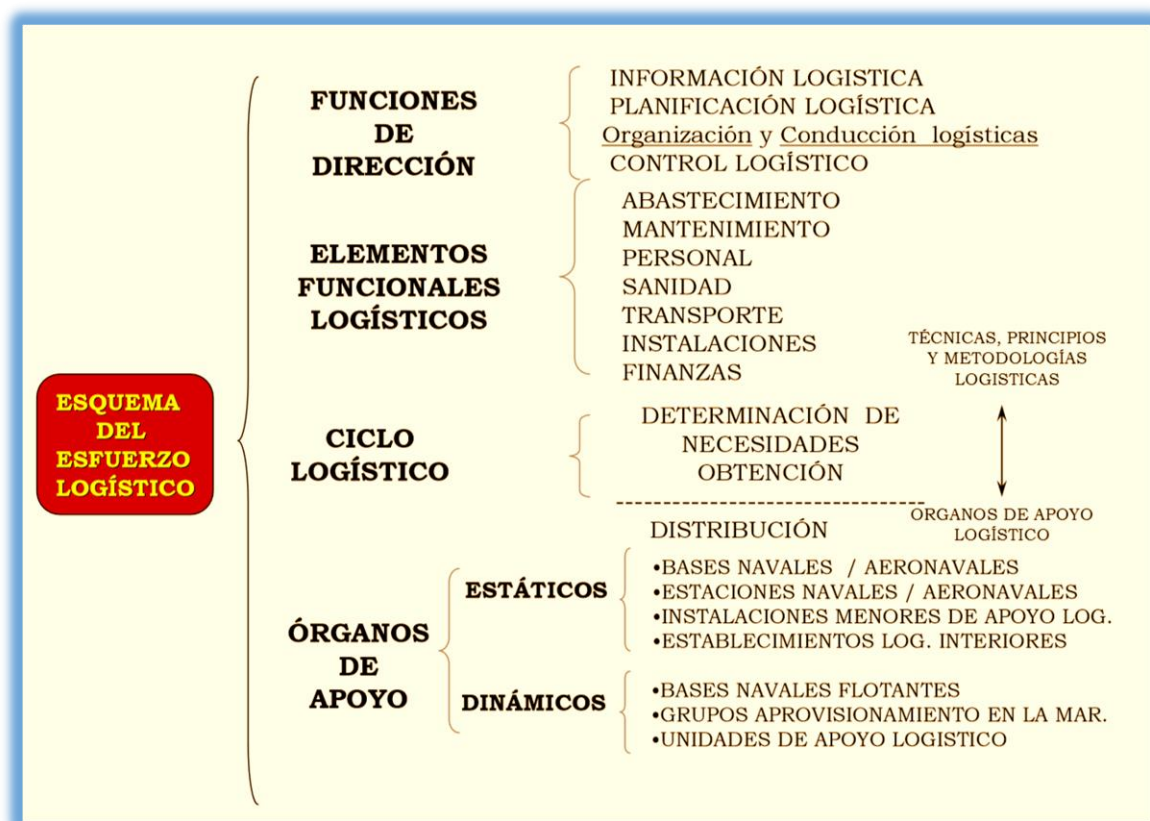 ESQUEMA
DEL
ESFUERZO
LOGÍSTICO
FUNCIONES
DE
DIRECCIÓN
INFORMACIÓN LOGISTICA
PLANIFICACIÓN LOGÍSTICA
Organización y Conducción logísticas
CONTROL LOGÍSTICO
ELEMENTOS
FUNCIONALES
LOGÍSTICOS
ABASTECIMIENTO
MANTENIMIENTO
PERSONAL
SANIDAD
TRANSPORTE
INSTALACIONES
FINANZAS
TÉCNICAS, PRINCIPIOS
Y METODOLOGÍAS
LOGISTICAS
CICLO
LOGÍSTICO
DETERMINACIÓN DE
NECESIDADES
OBTENCIÓN
--------------------------------
DISTRIBUCIÓN
ORGANOS DE APOYO
LOGÍSTICO
ÓRGANOS
DE
APOYO
ESTÁTICOS
•BASES NAVALES / AERONAVALES
•ESTACIONES NAVALES / AERONAVALES
•INSTALACIONES MENORES DE APOYO LOG.
•ESTABLECIMIENTOS LOG. INTERIORES
DINÁMICOS
•BASES NAVALES FLOTANTES
•GRUPOS APROVISIONAMIENTO EN LA MAR.
•UNIDADES DE APOYO LOGISTICO